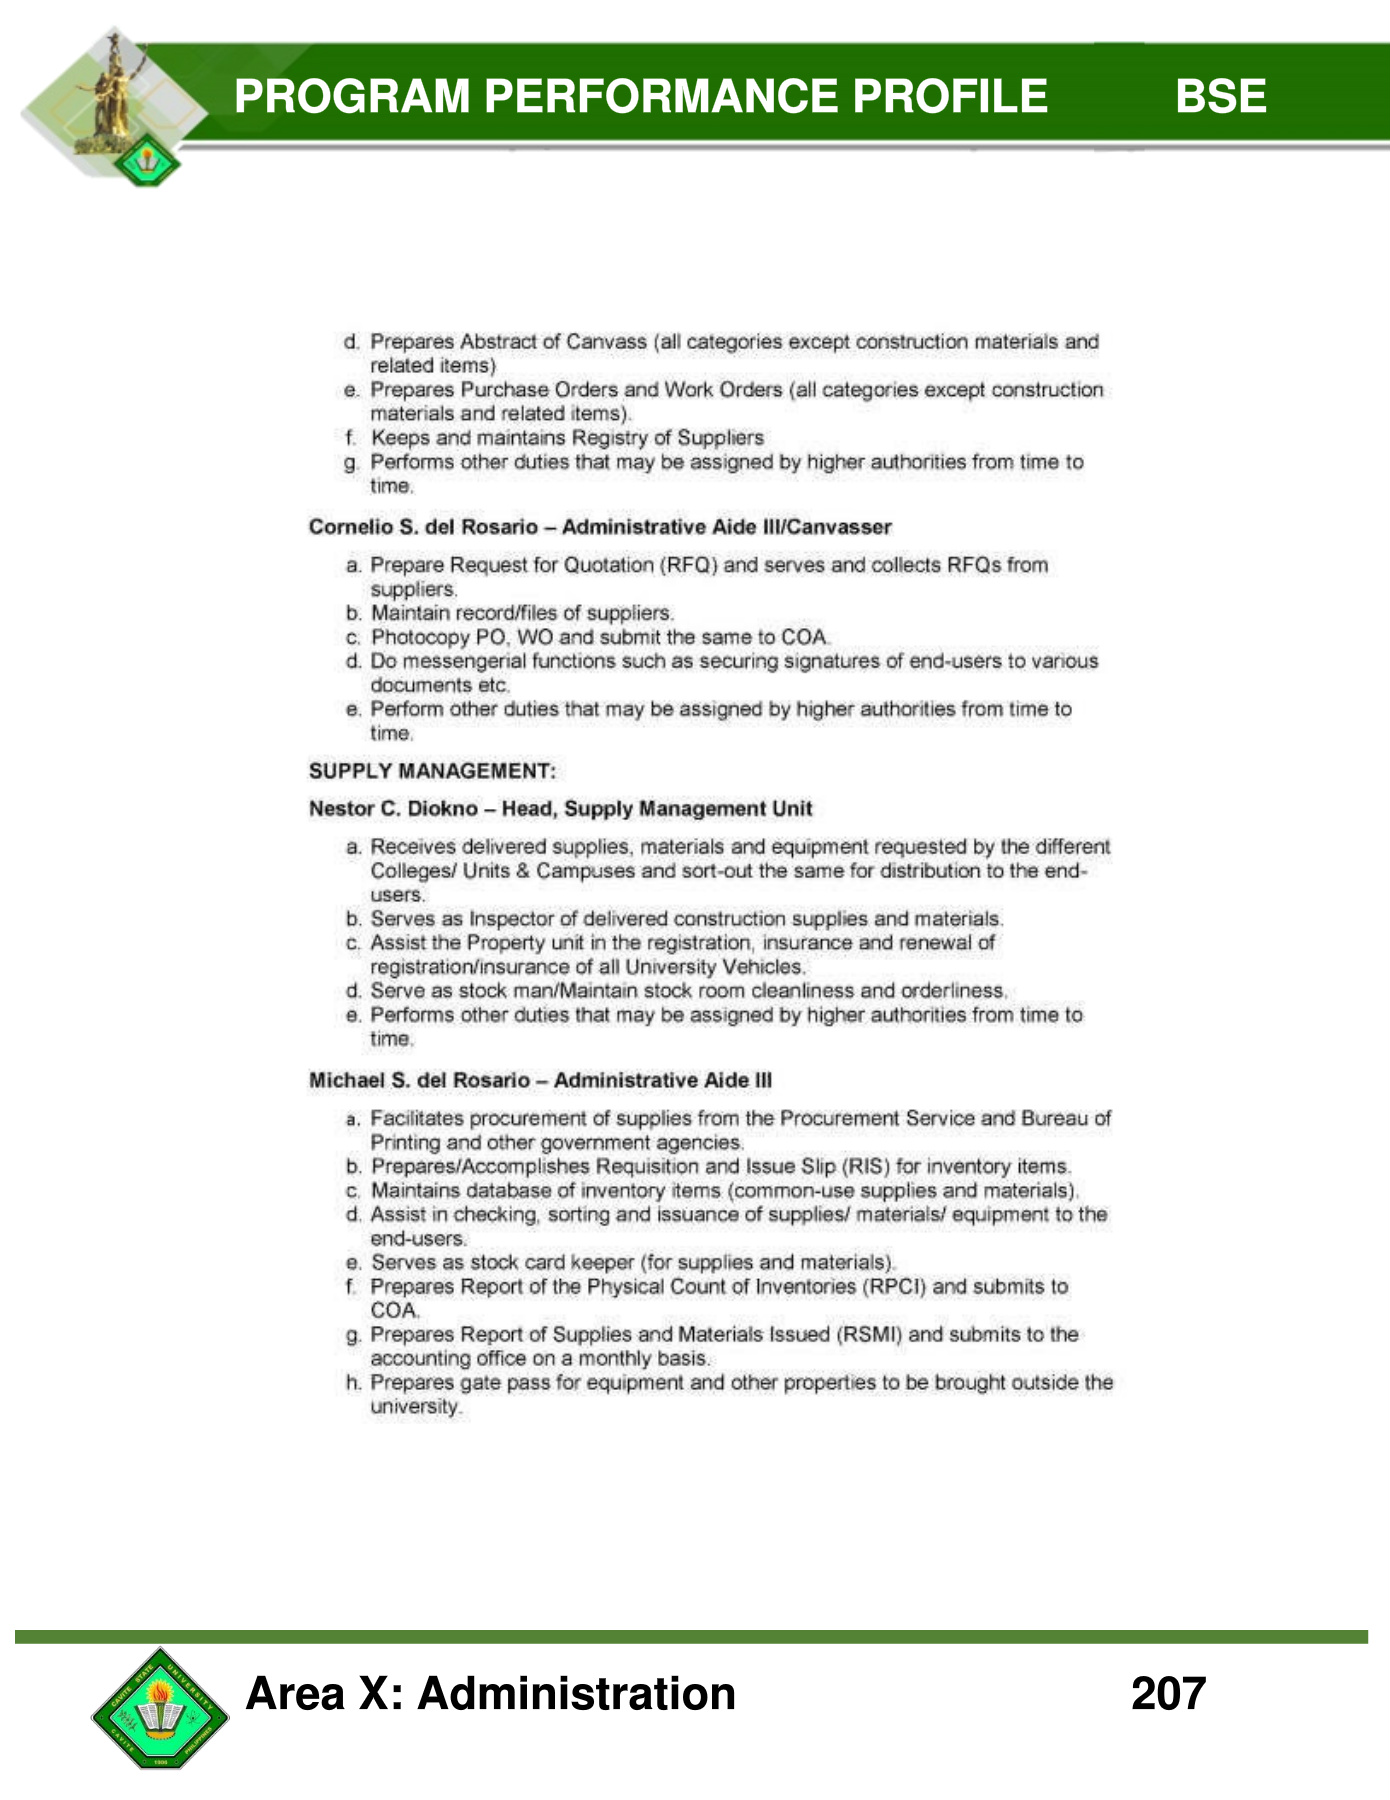 PROGRAM PERFORMANCE PROFILE BSE
d. Prepares Abstract of Canvass (all categories except construction materials and
related items)
e. Prepares Purchase Orders and Work Orders (all categories except construction
materials and related items).
f. Keeps and maintains Registry of Suppliers
g. Performs other duties that may be assigned by higher authorities from time to
time.
Cornelio S. del Rosario – Administrative Aide III/Canvasser
a. Prepare Request for Quotation (RFQ) and serves and collects RFQs from
suppliers.
b. Maintain record/files of suppliers.
c. Photocopy PO, WO and submit the same to COA.
d. Do messengerial functions such as securing signatures of end-users to various
documents etc.
e. Perform other duties that may be assigned by higher authorities from time to
time.
SUPPLY MANAGEMENT:
Nestor C. Diokno – Head, Supply Management Unit
a. Receives delivered supplies, materials and equipment requested by the different
Colleges/ Units & Campuses and sort-out the same for distribution to the end-
users.
b. Serves as Inspector of delivered construction supplies and materials.
c. Assist the Property unit in the registration, insurance and renewal of
registration/insurance of all University Vehicles.
d. Serve as stock man/Maintain stock room cleanliness and orderliness.
e. Performs other duties that may be assigned by higher authorities from time to
time.
Michael S. del Rosario – Administrative Aide III
a. Facilitates procurement of supplies from the Procurement Service and Bureau of
Printing and other government agencies.
b. Prepares/Accomplishes Requisition and Issue Slip (RIS) for inventory items.
c. Maintains database of inventory items (common-use supplies and materials).
d. Assist in checking, sorting and issuance of supplies/ materials/ equipment to the
end-users.
e. Serves as stock card keeper (for supplies and materials).
f. Prepares Report of the Physical Count of Inventories (RPCI) and submits to
COA.
g. Prepares Report of Supplies and Materials Issued (RSMI) and submits to the
accounting office on a monthly basis.
h. Prepares gate pass for equipment and other properties to be brought outside the
university.
CAVITE STATE UNIVERSITY
CAVITE PHILIPPINES
1906
Area X: Administration 207